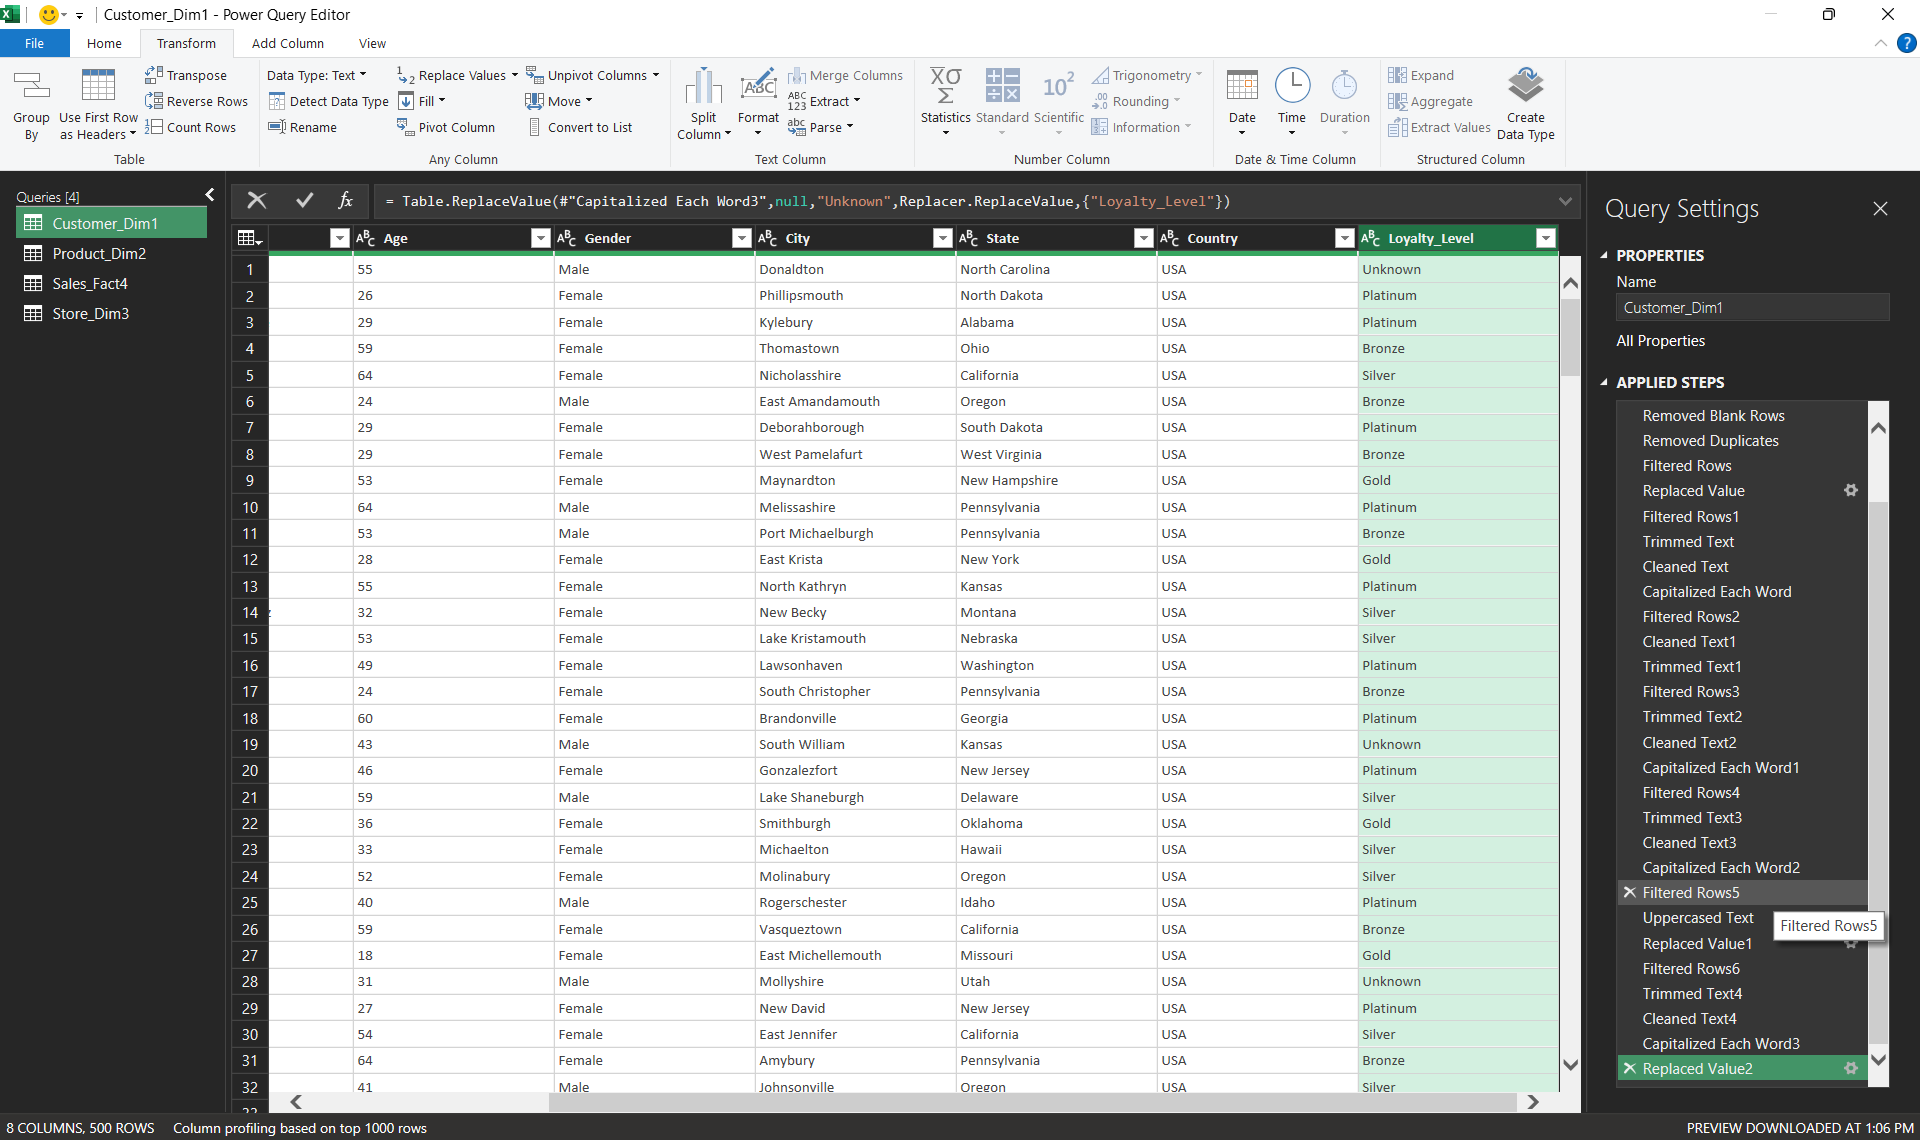 Customer_Dim1 - Power Query Editor
File Home Transform Add Column View
Group By
Use First Row as Headers
Transpose
Reverse Rows
Count Rows
Table
Data Type: Text
Detect Data Type
Rename
Replace Values
Fill
Pivot Column
Unpivot Columns
Move
Convert to List
Any Column
Split Column
Format
Merge Columns
Extract
Parse
Text Column
Statistics
Standard
Scientific
Trigonometry
Rounding
Information
Number Column
Date
Time
Duration
Date & Time Column
Expand
Aggregate
Extract Values
Create Data Type
Structured Column
Queries [4]
Customer_Dim1
Product_Dim2
Sales_Fact4
Store_Dim3
fx = Table.ReplaceValue(#"Capitalized Each Word3",null,"Unknown",Replacer.ReplaceValue,{"Loyalty_Level"})
Age Gender City State Country Loyalty_Level
1 55 Male Donaldton North Carolina USA Unknown
2 26 Female Phillipsmouth North Dakota USA Platinum
3 29 Female Kylebury Alabama USA Platinum
4 59 Female Thomastown Ohio USA Bronze
5 64 Female Nicholasshire California USA Silver
6 24 Male East Amandamouth Oregon USA Bronze
7 29 Female Deborahborough South Dakota USA Platinum
8 29 Female West Pamelafurt West Virginia USA Bronze
9 53 Female Maynardton New Hampshire USA Gold
10 64 Male Melissashire Pennsylvania USA Platinum
11 53 Male Port Michaelburgh Pennsylvania USA Bronze
12 28 Female East Krista New York USA Gold
13 55 Female North Kathryn Kansas USA Platinum
14 32 Female New Becky Montana USA Silver
15 53 Female Lake Kristamouth Nebraska USA Silver
16 49 Female Lawsonhaven Washington USA Platinum
17 24 Female South Christopher Pennsylvania USA Bronze
18 60 Female Brandonville Georgia USA Platinum
19 43 Male South William Kansas USA Unknown
20 46 Female Gonzalezfort New Jersey USA Platinum
21 59 Male Lake Shaneburgh Delaware USA Silver
22 36 Female Smithburgh Oklahoma USA Gold
23 33 Female Michaelton Hawaii USA Silver
24 52 Female Molinabury Oregon USA Silver
25 40 Male Rogerschester Idaho USA Platinum
26 59 Female Vasqueztown California USA Bronze
27 18 Female East Michellemouth Missouri USA Gold
28 31 Male Mollyshire Utah USA Unknown
29 27 Female New David New Jersey USA Platinum
30 54 Female East Jennifer California USA Silver
31 64 Female Amybury Pennsylvania USA Bronze
32 41 Male Johnsonville Oregon USA Silver
Query Settings
PROPERTIES
Name
Customer_Dim1
All Properties
APPLIED STEPS
Removed Blank Rows
Removed Duplicates
Filtered Rows
Replaced Value
Filtered Rows1
Trimmed Text
Cleaned Text
Capitalized Each Word
Filtered Rows2
Cleaned Text1
Trimmed Text1
Filtered Rows3
Trimmed Text2
Cleaned Text2
Capitalized Each Word1
Filtered Rows4
Trimmed Text3
Cleaned Text3
Capitalized Each Word2
Filtered Rows5
Uppercased Text
Filtered Rows5
Replaced Value1
Filtered Rows6
Trimmed Text4
Cleaned Text4
Capitalized Each Word3
Replaced Value2
8 COLUMNS, 500 ROWS Column profiling based on top 1000 rows
PREVIEW DOWNLOADED AT 1:06 PM